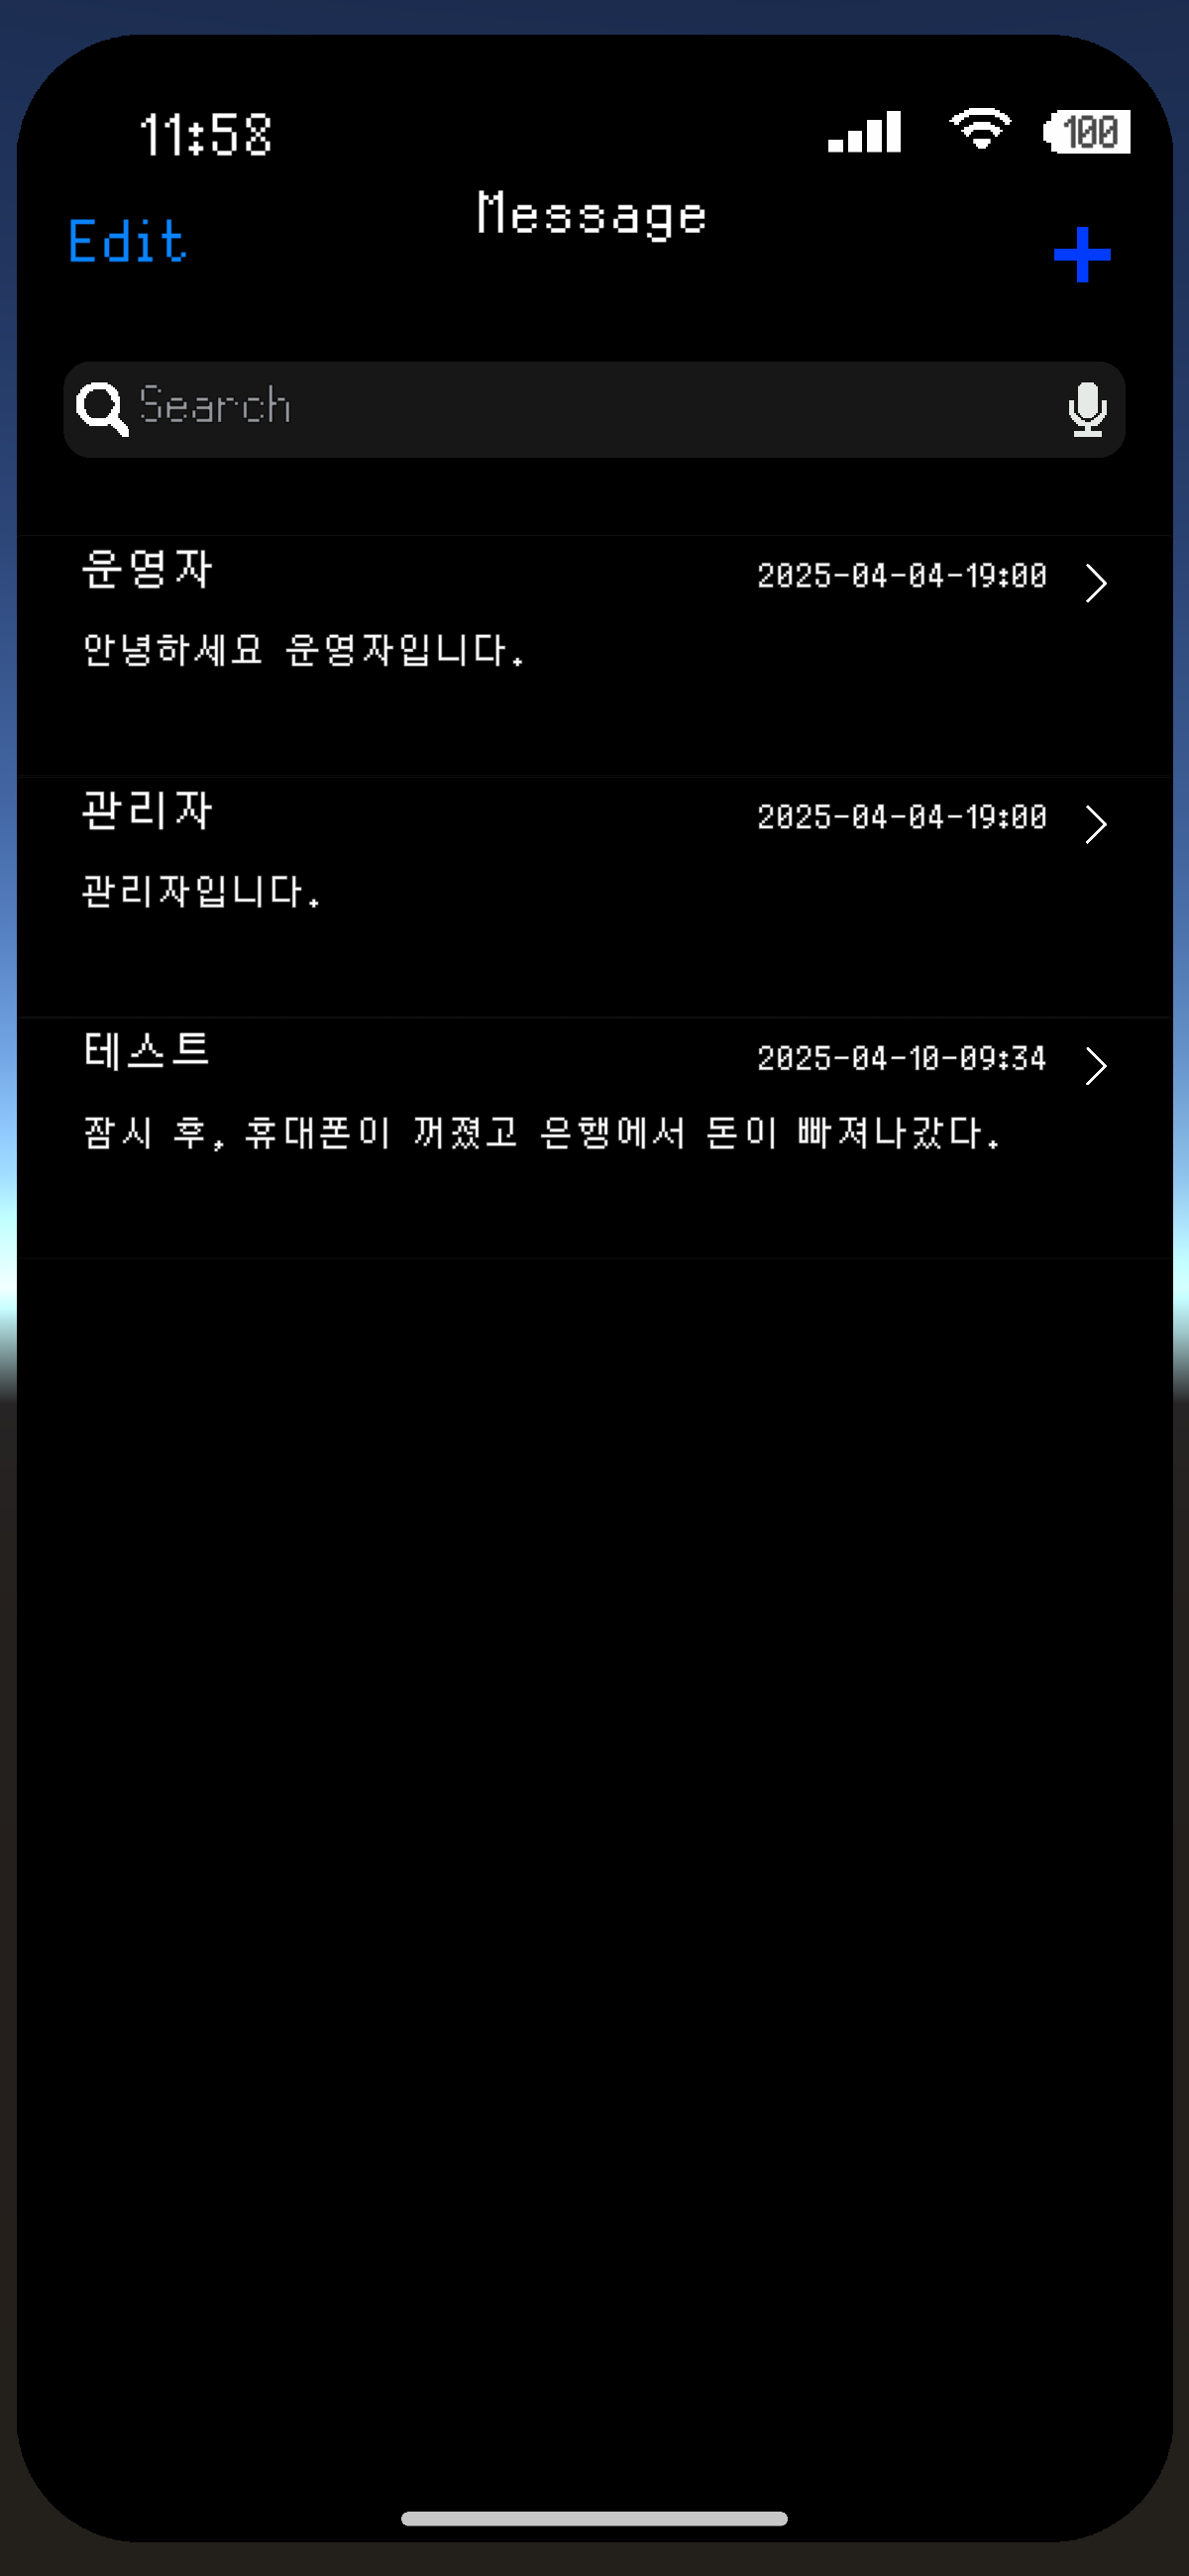 11:58
100
Message
Edit
Search
운영자
2025-04-04-19:00
안녕하세요 운영자입니다.
관리자
2025-04-04-19:00
관리자입니다.
테스트
2025-04-10-09:34
잠시 후, 휴대폰이 꺼졌고 은행에서 돈이 빠져나갔다.